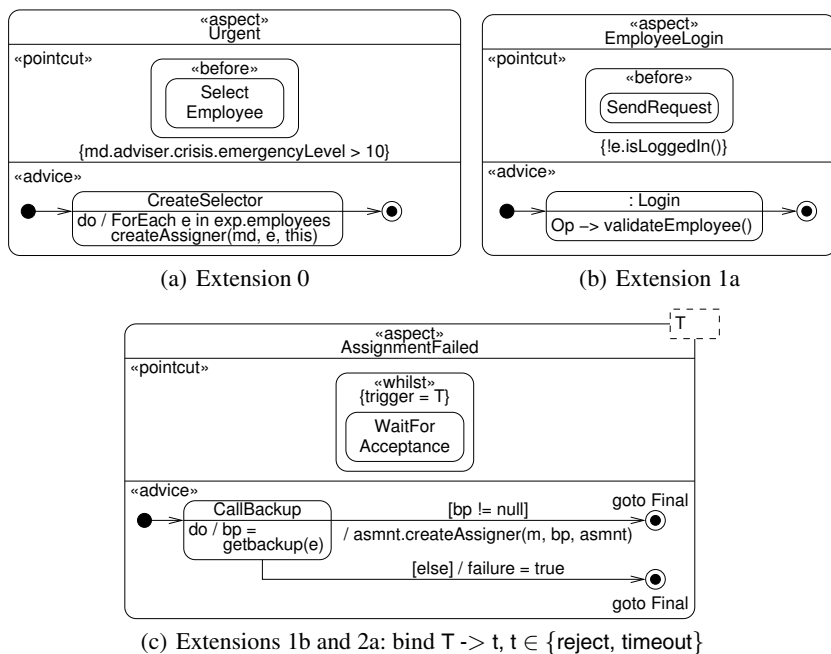 «aspect»
Urgent
«pointcut»
«before»
Select
Employee
{md.adviser.crisis.emergencyLevel > 10}
«advice»
CreateSelector
do / ForEach e in exp.employees
createAssigner(md, e, this)
(a) Extension 0
«aspect»
EmployeeLogin
«pointcut»
«before»
SendRequest
{!e.isLoggedIn()}
«advice»
: Login
Op −> validateEmployee()
(b) Extension 1a
T
«aspect»
AssignmentFailed
«pointcut»
«whilst»
{trigger = T}
WaitFor
Acceptance
«advice»
CallBackup
do / bp =
getbackup(e)
[bp != null]
/ asmnt.createAssigner(m, bp, asmnt)
goto Final
[else] / failure = true
goto Final
(c) Extensions 1b and 2a: bind T -> t, t ∈ {reject, timeout}